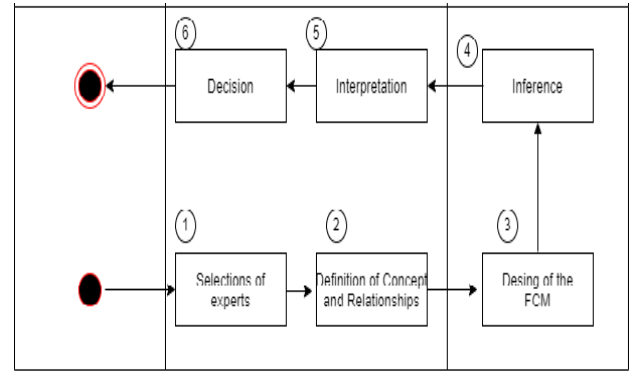 6
5
4
Decision
Interpretation
Inference
1
2
3
Selections of
experts
Definition of Concept
and Relationships
Desing of the
FCM